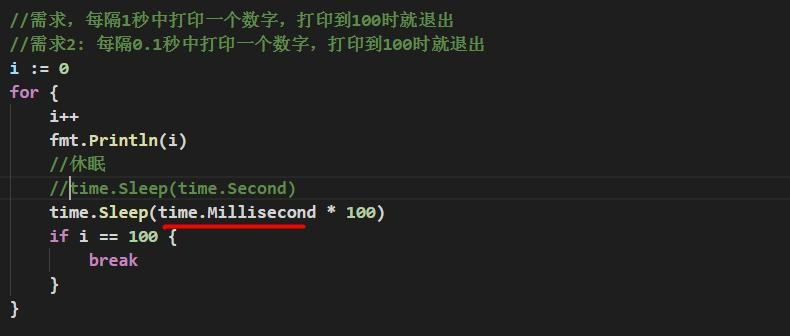 //需求，每隔1秒中打印一个数字，打印到100时就退出
//需求2: 每隔0.1秒中打印一个数字，打印到100时就退出
i := 0
for {
    i++
    fmt.Println(i)
    //休眠
    //time.Sleep(time.Second)
    time.Sleep(time.Millisecond * 100)
    if i == 100 {
        break
    }
}